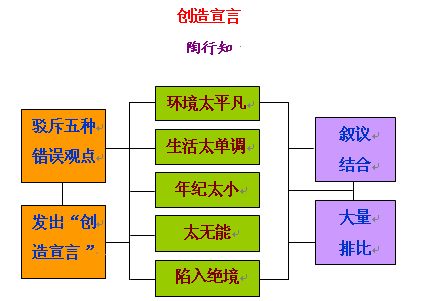 创造宣言
陶行知
驳斥五种
错误观点
发出“创
造宣言 ”
环境太平凡
生活太单调
年纪太小
太无能
陷入绝境
叙议
结合
大量
排比